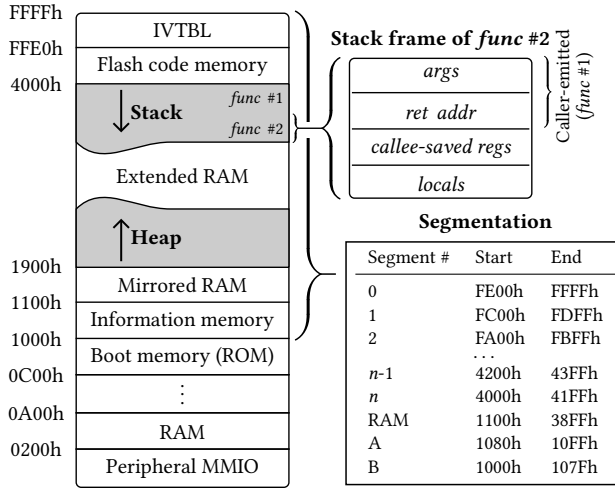 FFFFh
IVTBL
FFE0h
Flash code memory
4000h
Stack
func #1
func #2
Extended RAM
Heap
1900h
Mirrored RAM
1100h
Information memory
1000h
Boot memory (ROM)
0C00h
⋮
0A00h
RAM
0200h
Peripheral MMIO
Stack frame of func #2
args
ret addr
callee-saved regs
locals
Caller-emitted
(func #1)
Segmentation
Segment # Start End
0 FE00h FFFFh
1 FC00h FDFFh
2 FA00h FBFFh
...
n-1 4200h 43FFh
n 4000h 41FFh
RAM 1100h 38FFh
A 1080h 10FFh
B 1000h 107Fh